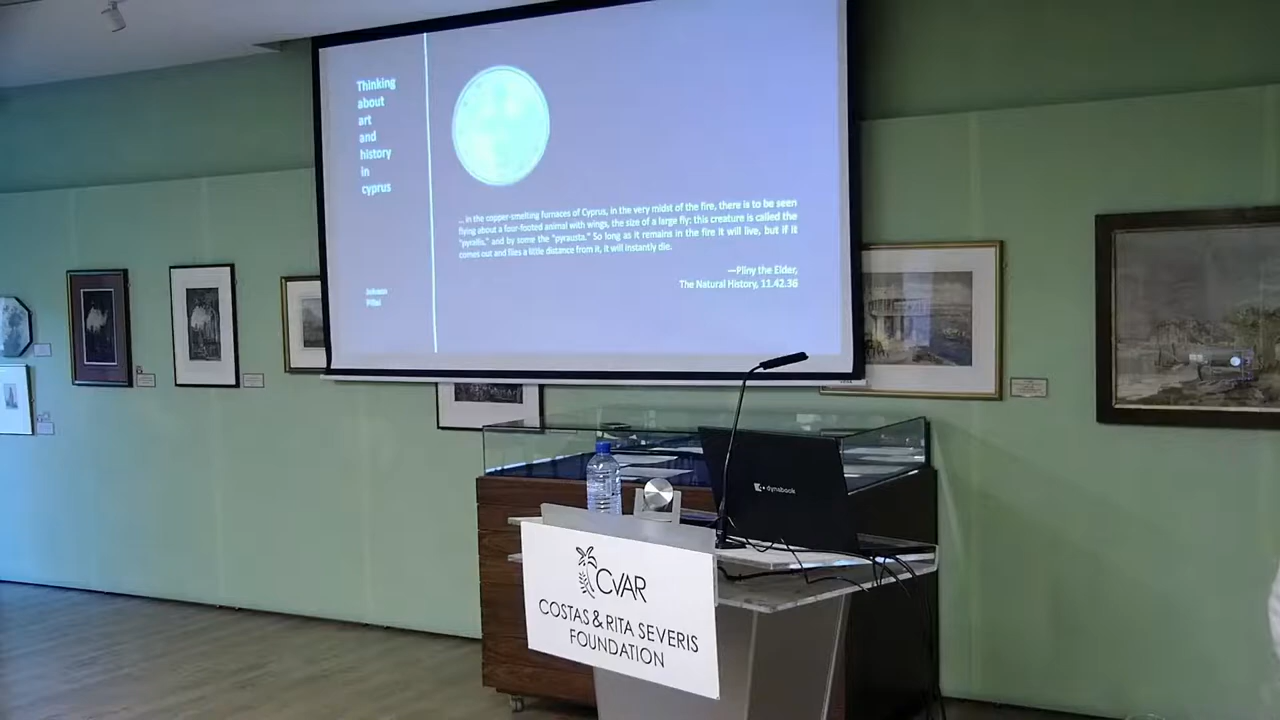 Thinking
about
art
and
history
in
cyprus
... in the copper-smelting furnaces of Cyprus, in the very midst of the fire, there is to be seen
flying about a four-footed animal with wings, the size of a large fly: this creature is called the
"pyrallis," and by some the "pyrausta." So long as it remains in the fire it will live, but if it
comes out and flies a little distance from it, it will instantly die.
—Pliny the Elder,
The Natural History, 11.42.36
dynabook
CVAR
COSTAS & RITA SEVERIS
FOUNDATION